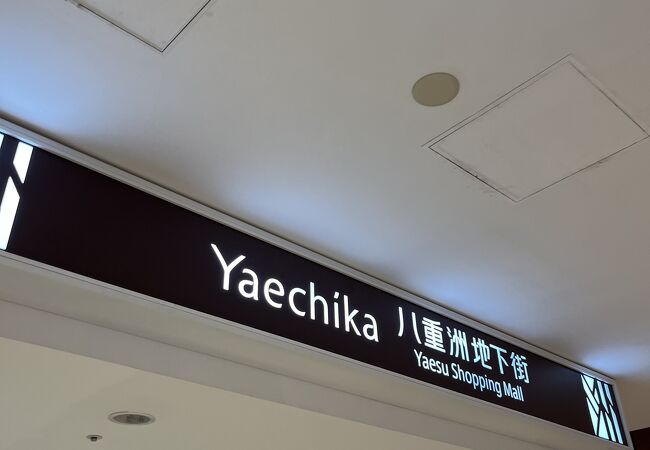 Yaechika
八重洲地下街
Yaesu Shopping Mall